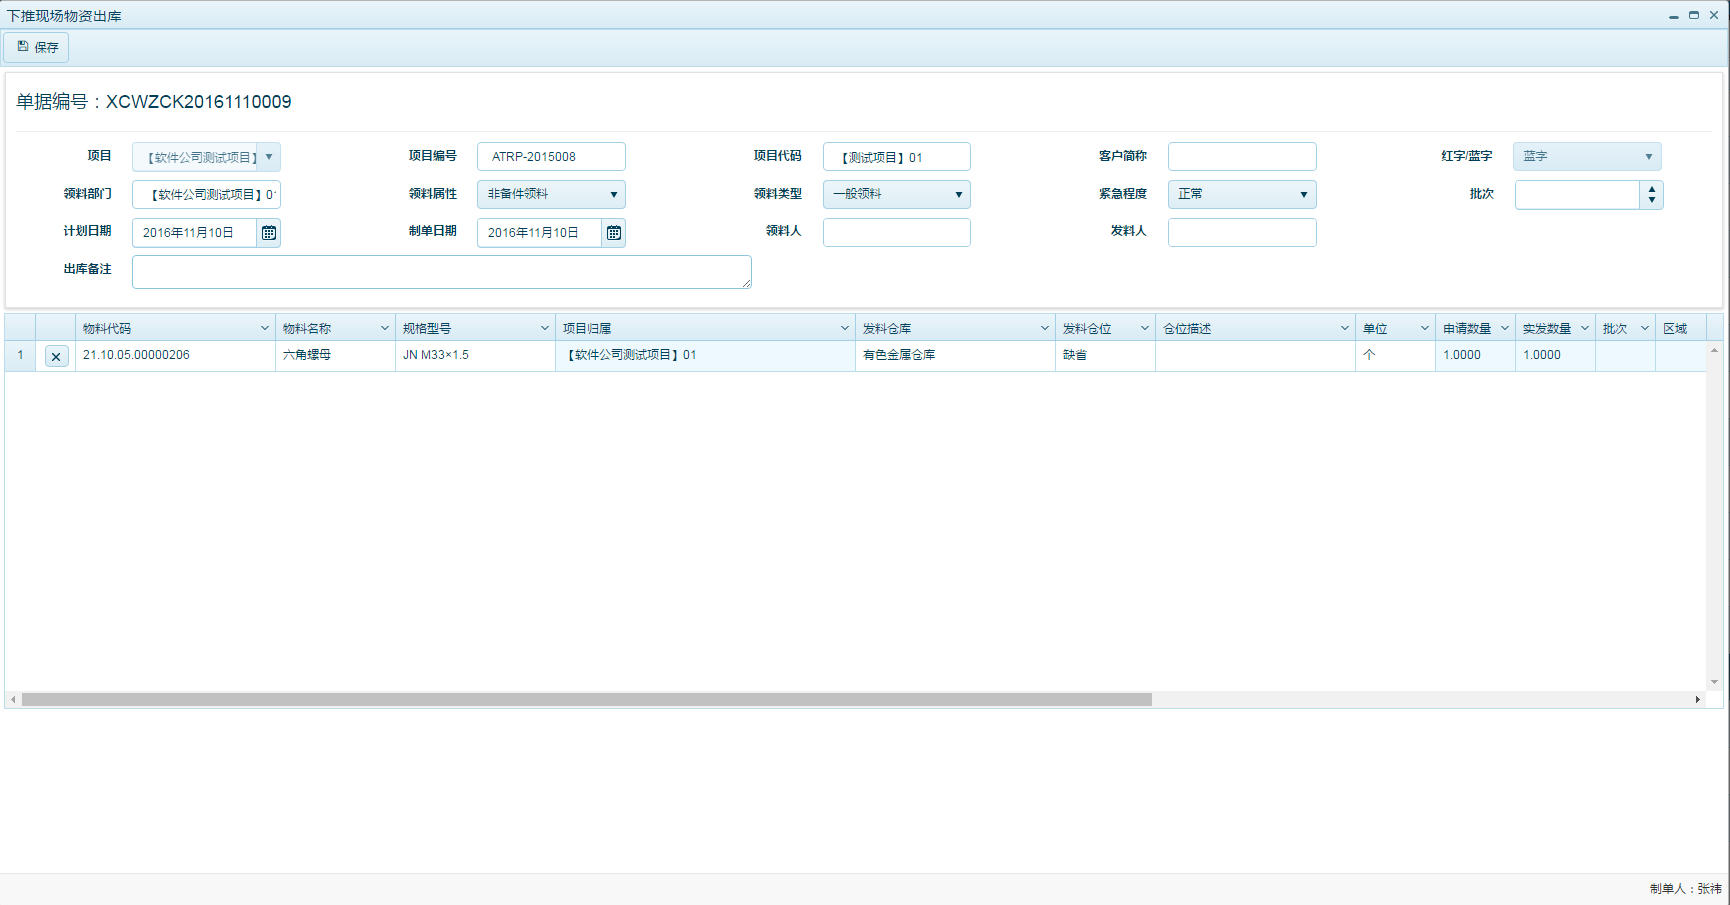 下推现场物资出库
保存
单据编号：XCWZCK20161110009
项目 【软件公司测试项目】 项目编号 ATRP-2015008 项目代码 【测试项目】01 客户简称 红字/蓝字 蓝字
领料部门 【软件公司测试项目】0 领料属性 非备件领料 领料类型 一般领料 紧急程度 正常 批次
计划日期 2016年11月10日 制单日期 2016年11月10日 领料人 发料人
出库备注
物料代码 物料名称 规格型号 项目归属 发料仓库 发料仓位 仓位描述 单位 申请数量 实发数量 批次 区域
1 21.10.05.00000206 六角螺母 JN M33×1.5 【软件公司测试项目】01 有色金属仓库 缺省 个 1.0000 1.0000
制单人：张祎